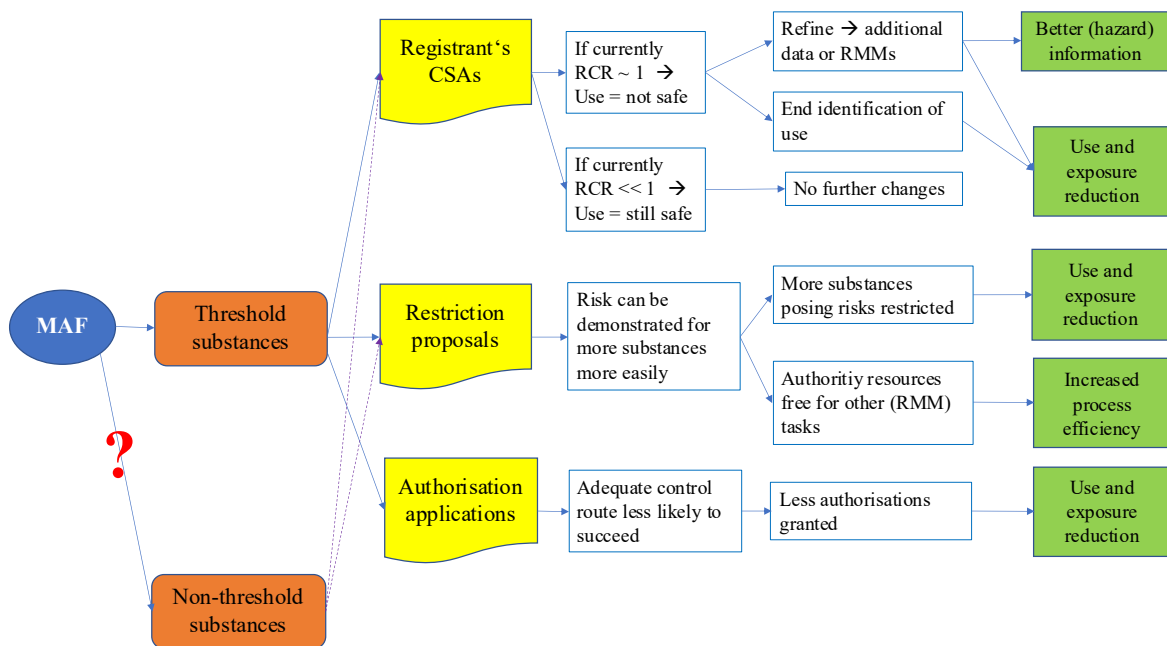 MAF
?
Threshold
substances
Non-threshold
substances
Registrant‘s
CSAs
If currently
RCR ~ 1 →
Use = not safe
Refine → additional
data or RMMs
Better (hazard)
information
End identification of
use
Use and
exposure
reduction
If currently
RCR << 1 →
Use = still safe
No further changes
Restriction
proposals
Risk can be
demonstrated for
more substances
more easily
More substances
posing risks restricted
Use and
exposure
reduction
Authoritiy resources
free for other (RMM)
tasks
Increased
process
efficiency
Authorisation
applications
Adequate control
route less likely to
succeed
Less authorisations
granted
Use and
exposure
reduction